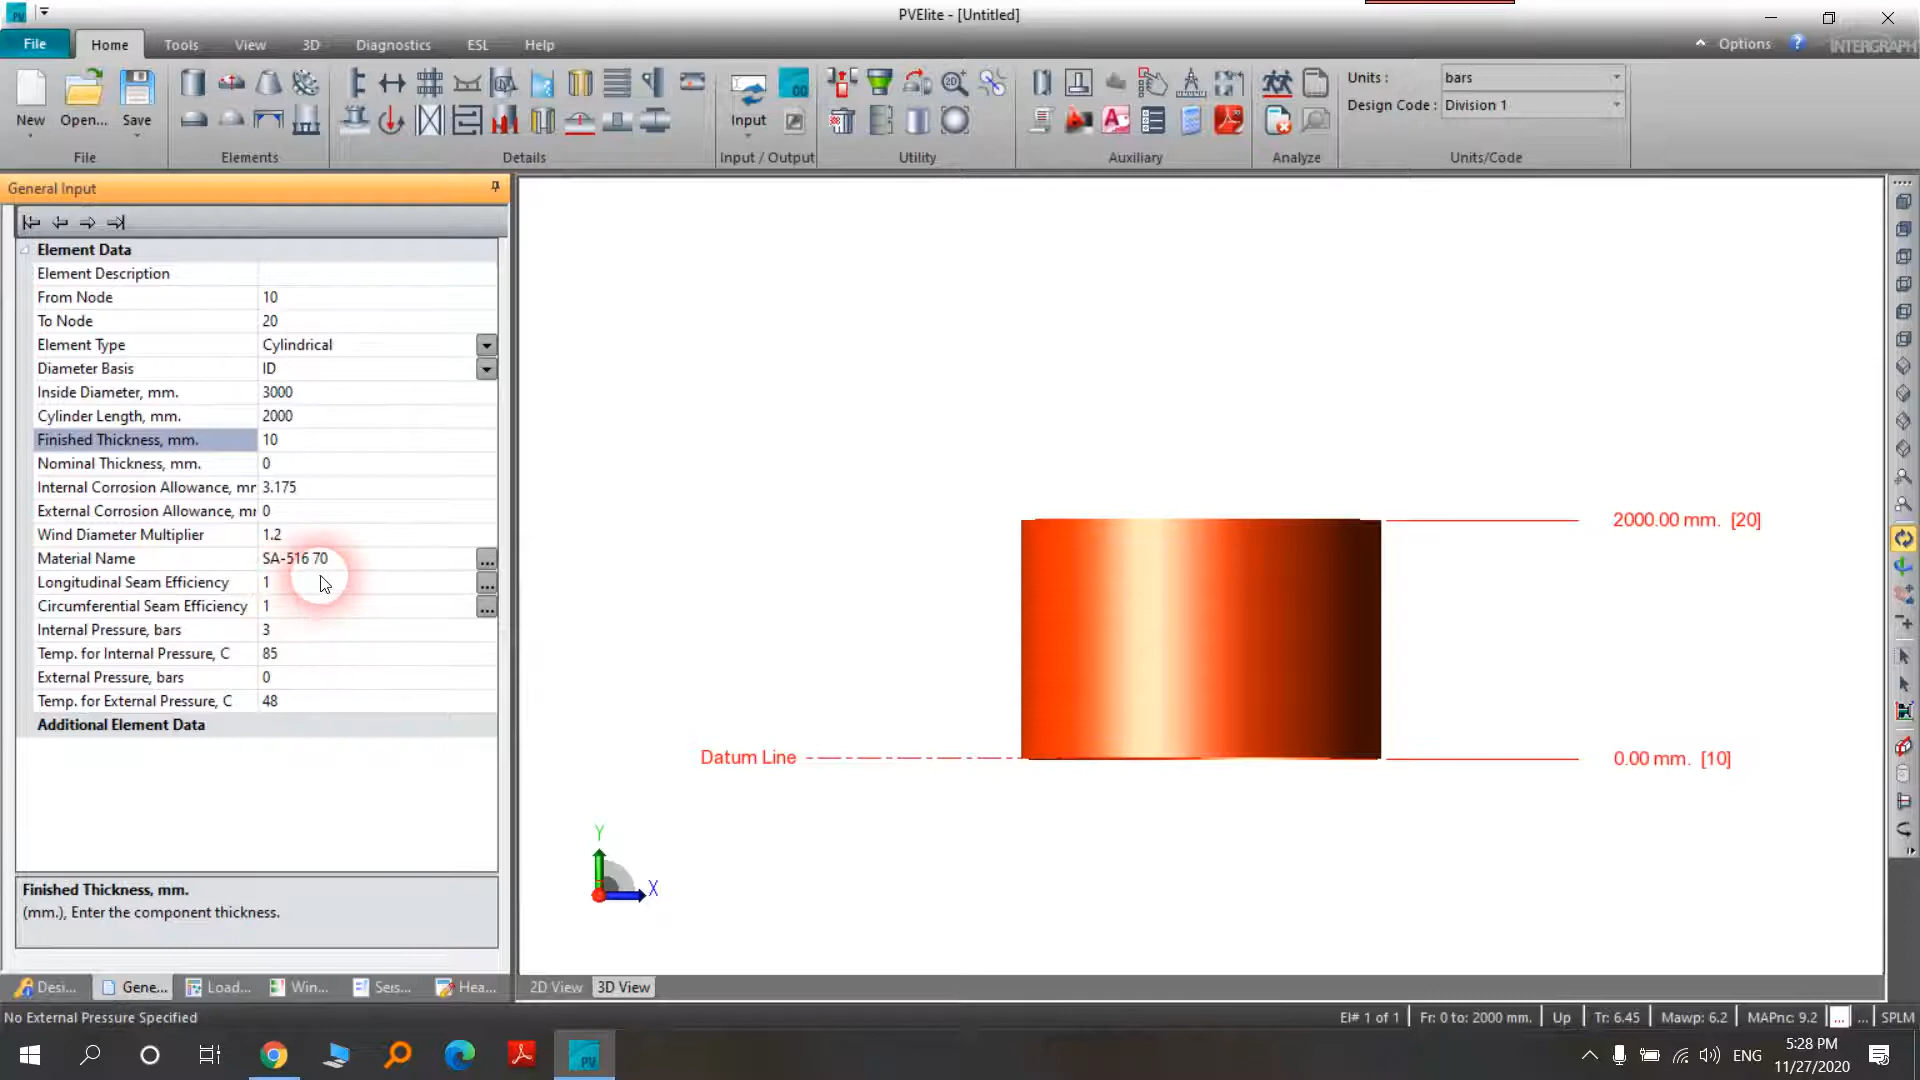 PVElite - [Untitled]
File Home Tools View 3D Diagnostics ESL Help
Options
INTERGRAPH
New Open... Save
File
Elements
Details
Input
Input / Output
Utility
Auxiliary
Analyze
Units : bars
Design Code : Division 1
Units/Code
General Input
Element Data
Element Description
From Node 10
To Node 20
Element Type Cylindrical
Diameter Basis ID
Inside Diameter, mm. 3000
Cylinder Length, mm. 2000
Finished Thickness, mm. 10
Nominal Thickness, mm. 0
Internal Corrosion Allowance, mr 3.175
External Corrosion Allowance, mr 0
Wind Diameter Multiplier 1.2
Material Name SA-516 70
Longitudinal Seam Efficiency 1
Circumferential Seam Efficiency 1
Internal Pressure, bars 3
Temp. for Internal Pressure, C 85
External Pressure, bars 0
Temp. for External Pressure, C 48
Additional Element Data
Finished Thickness, mm.
(mm.), Enter the component thickness.
2000.00 mm. [20]
Datum Line
0.00 mm. [10]
Y
X
Desi... Gene... Load... Win... Seis... Hea...
2D View 3D View
No External Pressure Specified
El# 1 of 1 Fr: 0 to: 2000 mm. Up Tr: 6.45 Mawp: 6.2 MAPnc: 9.2 ... ... SPLM
ENG
5:28 PM
11/27/2020